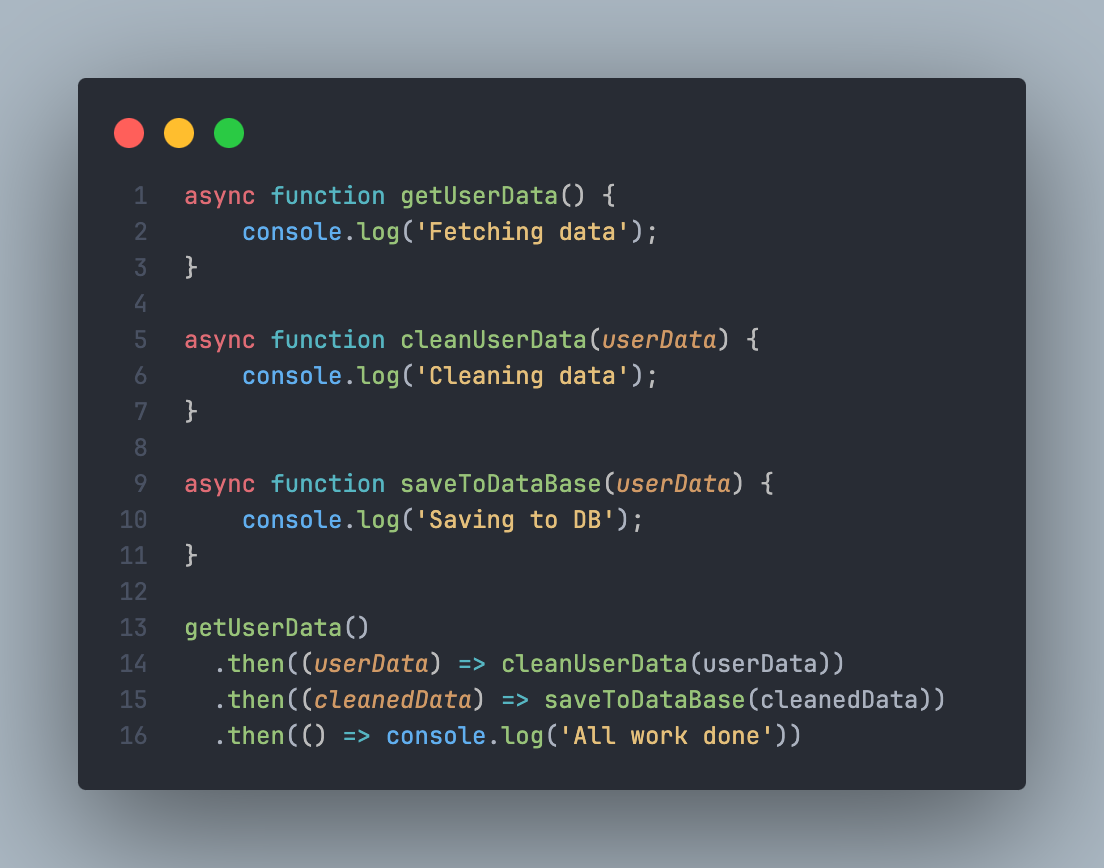 1 async function getUserData() {
2     console.log('Fetching data');
3 }
4
5 async function cleanUserData(userData) {
6     console.log('Cleaning data');
7 }
8
9 async function saveToDataBase(userData) {
10     console.log('Saving to DB');
11 }
12
13 getUserData()
14   .then((userData) => cleanUserData(userData))
15   .then((cleanedData) => saveToDataBase(cleanedData))
16   .then(() => console.log('All work done'))